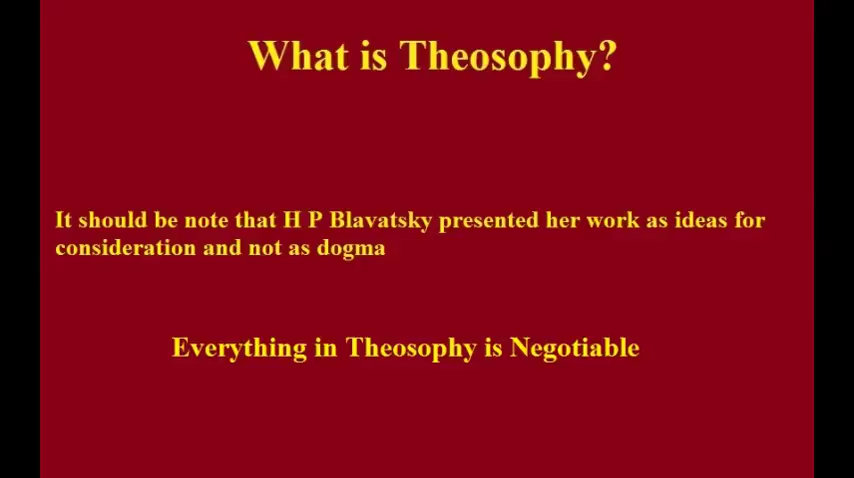 What is Theosophy?
It should be note that H P Blavatsky presented her work as ideas for
consideration and not as dogma
Everything in Theosophy is Negotiable